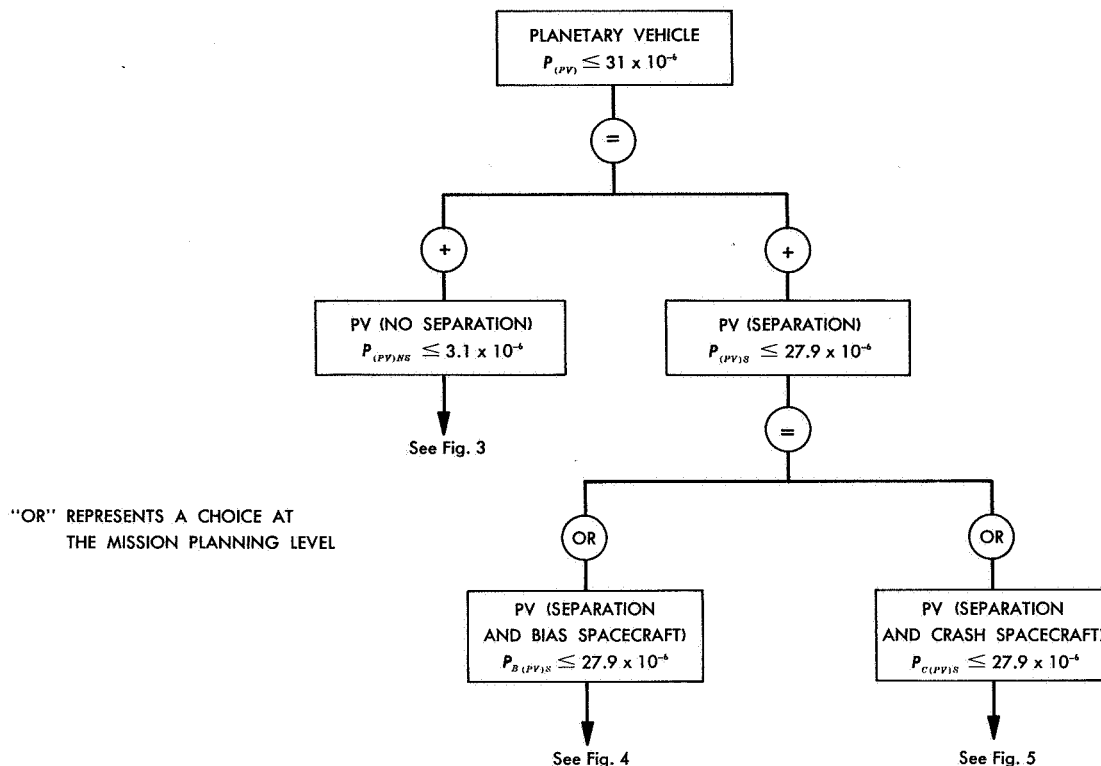 PLANETARY VEHICLE
P(PV) ≤ 31 x 10⁻⁶
=
+
+
PV (NO SEPARATION)
P(PV)NS ≤ 3.1 x 10⁻⁶
PV (SEPARATION)
P(PV)S ≤ 27.9 x 10⁻⁶
See Fig. 3
=
"OR" REPRESENTS A CHOICE AT
THE MISSION PLANNING LEVEL
OR
OR
PV (SEPARATION
AND BIAS SPACECRAFT)
P B(PV)S ≤ 27.9 x 10⁻⁶
PV (SEPARATION
AND CRASH SPACECRAFT)
P C(PV)S ≤ 27.9 x 10⁻⁶
See Fig. 4
See Fig. 5